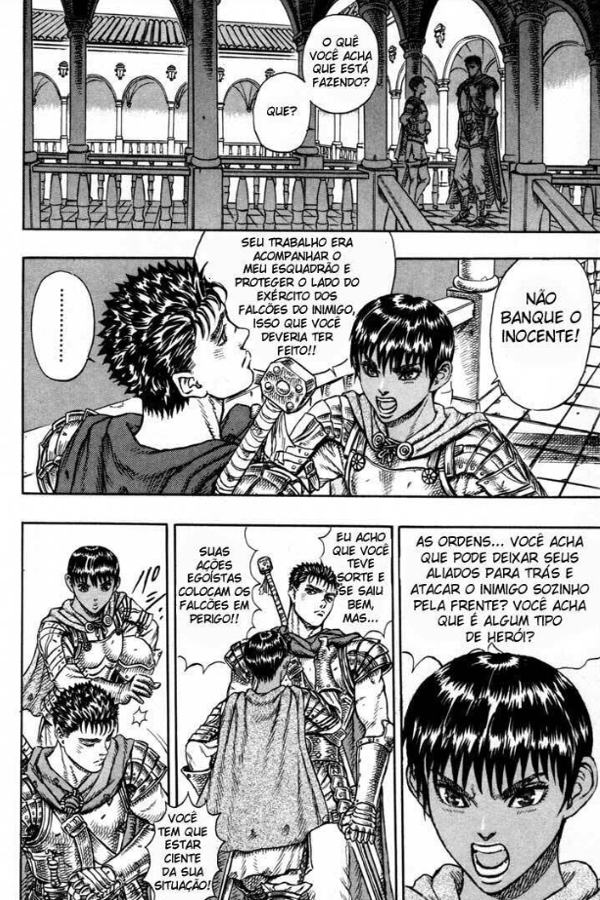 O QUÊ
VOCÊ ACHA
QUE ESTÁ
FAZENDO?
QUE?
NÃO
BANQUE O
INOCENTE!
SEU TRABALHO ERA
ACOMPANHAR O
MEU ESQUADRÃO E
PROTEGER O LADO DO
EXÉRCITO DOS
FALCÕES DO INIMIGO,
ISSO QUE VOCÊ
DEVERIA TER
FEITO!!
.........
AS ORDENS... VOCÊ ACHA
QUE PODE DEIXAR SEUS
ALIADOS PARA TRÁS E
ATACAR O INIMIGO SOZINHO
PELA FRENTE? VOCÊ ACHA
QUE É ALGUM TIPO
DE HERÓI?
EU ACHO
QUE VOCÊ
TEVE
SORTE E
SE SAIU
BEM,
MAS...
SUAS
AÇÕES
EGOÍSTAS
COLOCAM OS
FALCÕES EM
PERIGO!!
VOCÊ
TEM QUE
ESTAR
CIENTE
DA SUA
SITUAÇÃO!